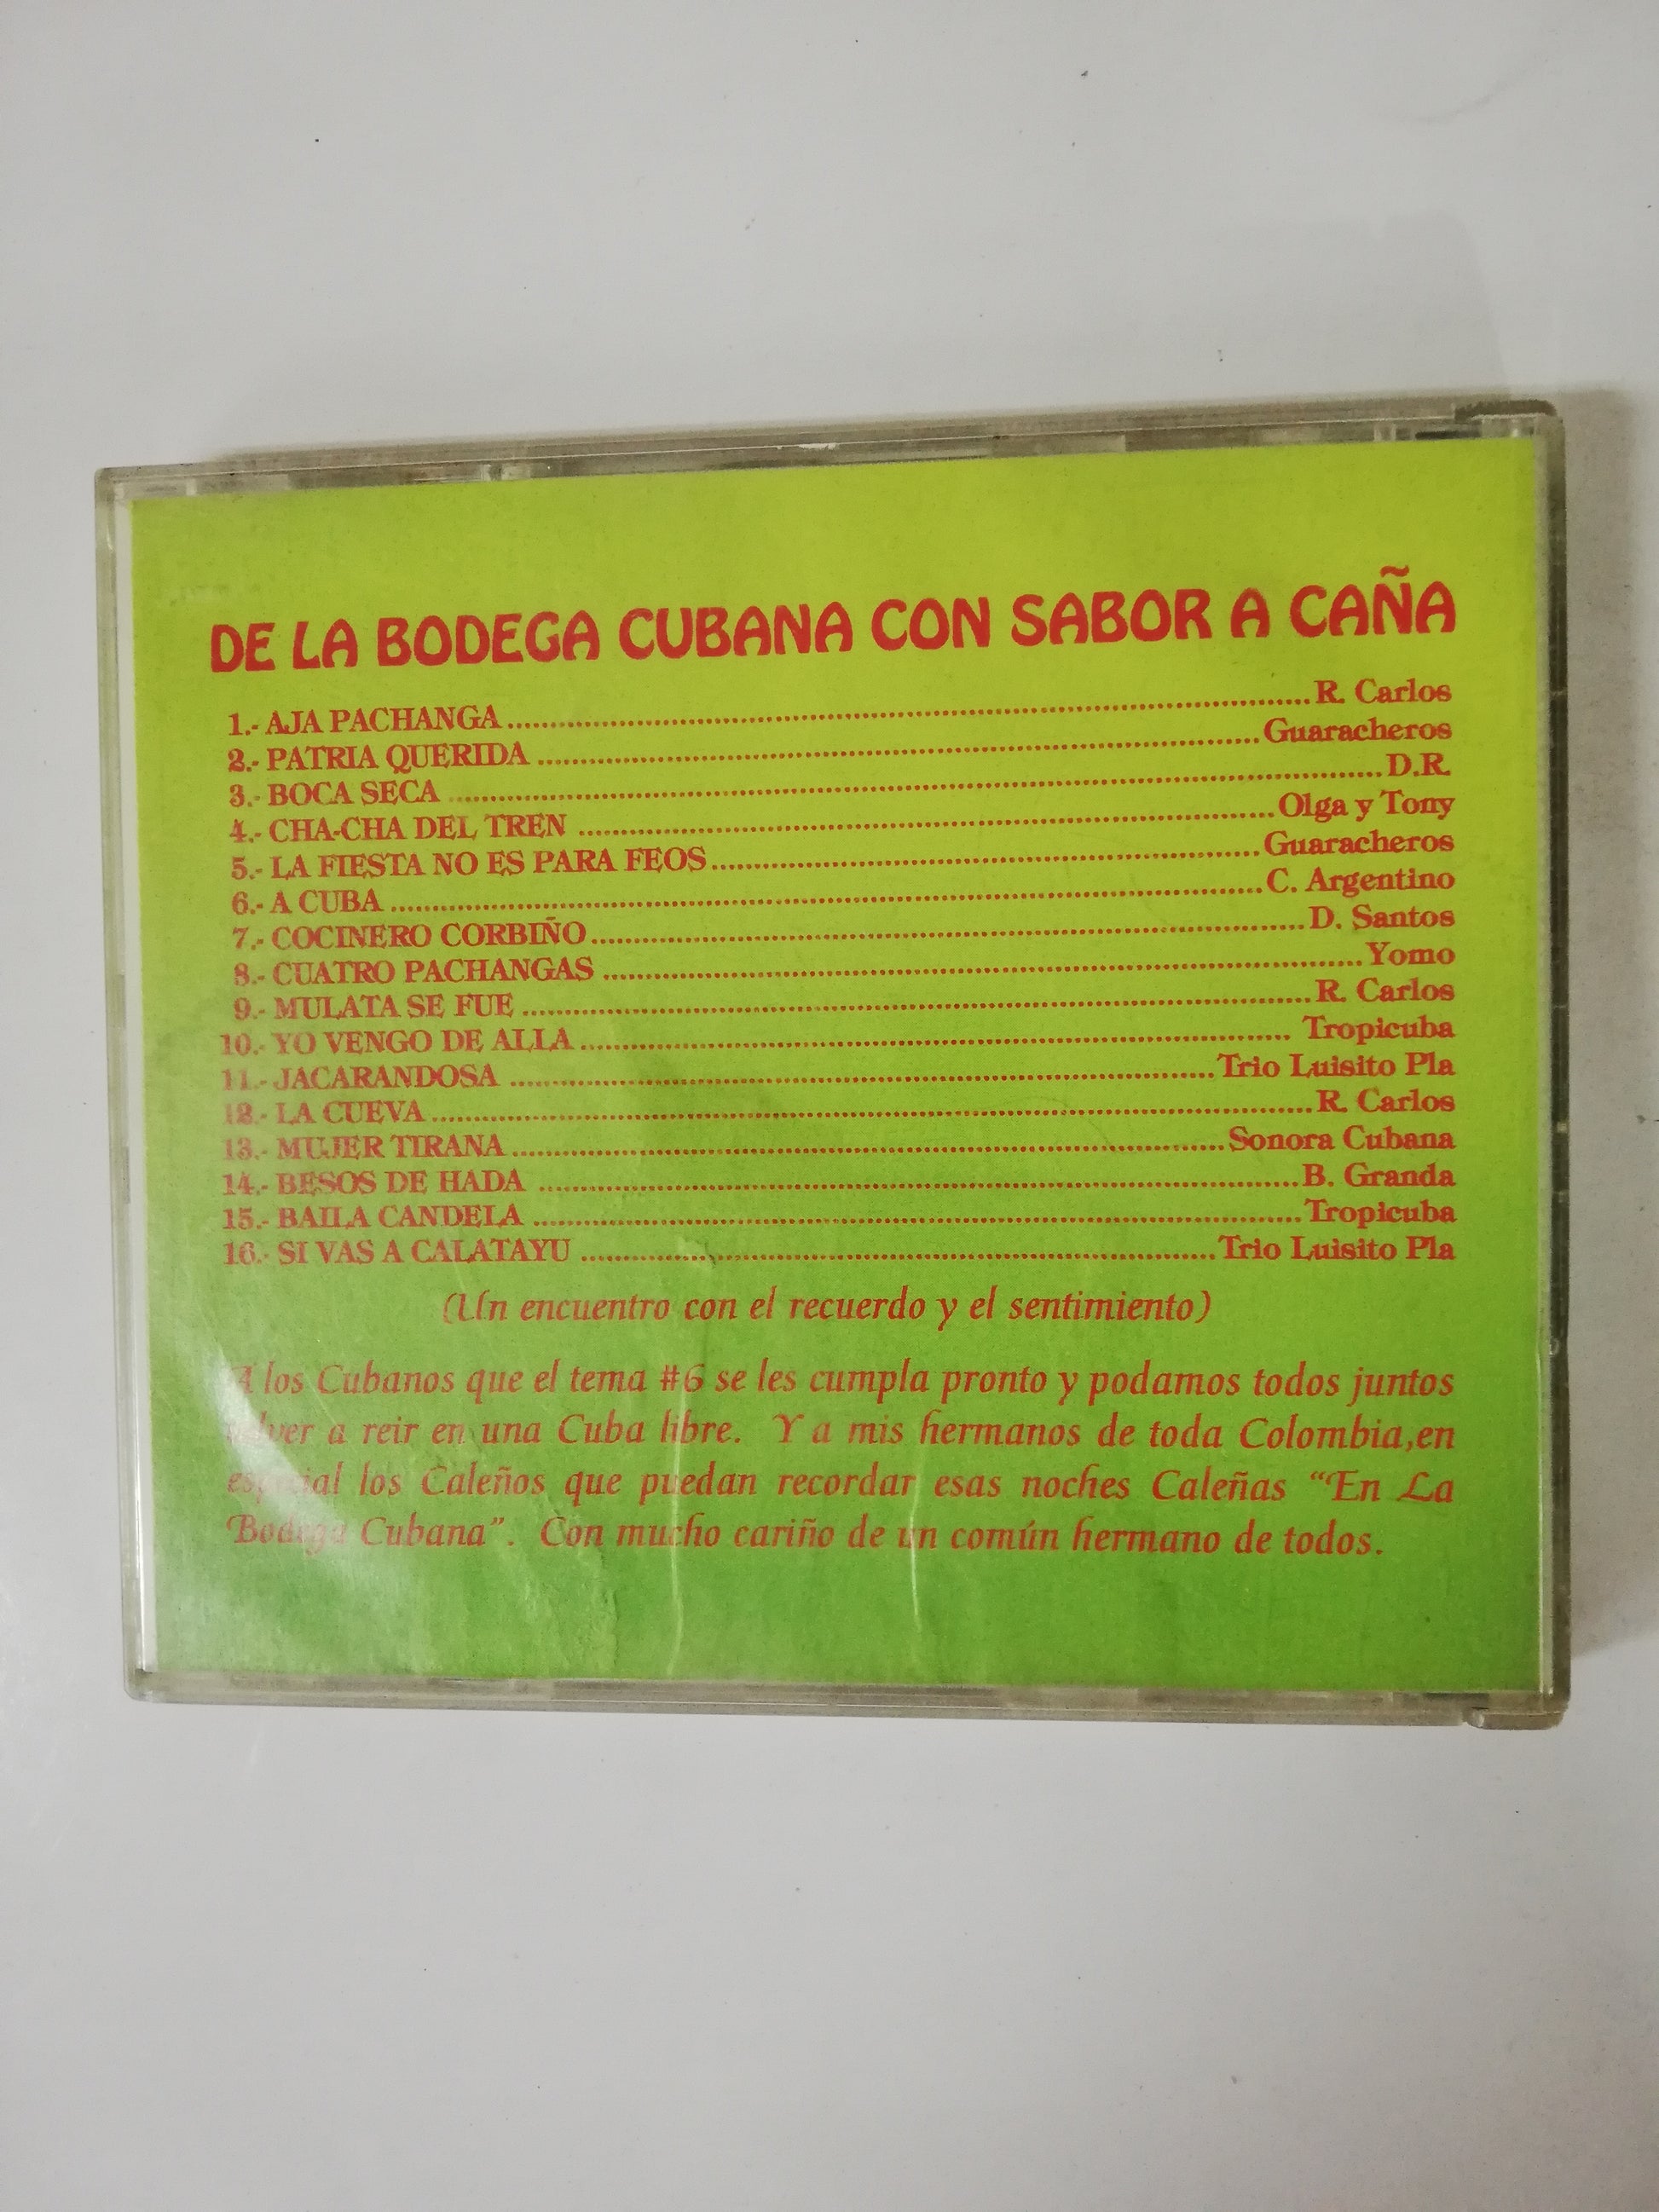 DE LA BODEGA CUBANA CON SABOR A CAÑA
1.- AJA PACHANGA ........ R. Carlos
2.- PATRIA QUERIDA ........ Guaracheros
3.- BOCA SECA ........ D.R.
4.- CHA-CHA DEL TREN ........ Olga y Tony
5.- LA FIESTA NO ES PARA FEOS ........ Guaracheros
6.- A CUBA ........ C. Argentino
7.- COCINERO CORBIÑO ........ D. Santos
8.- CUATRO PACHANGAS ........ Yomo
9.- MULATA SE FUE ........ R. Carlos
10.- YO VENGO DE ALLA ........ Tropicuba
11.- JACARANDOSA ........ Trio Luisito Pla
12.- LA CUEVA ........ R. Carlos
13.- MUJER TIRANA ........ Sonora Cubana
14.- BESOS DE HADA ........ B. Granda
15.- BAILA CANDELA ........ Tropicuba
16.- SI VAS A CALATAYU ........ Trio Luisito Pla
(Un encuentro con el recuerdo y el sentimiento)
A los Cubanos que el tema #6 se les cumpla pronto y podamos todos juntos
volver a reir en una Cuba libre. Y a mis hermanos de toda Colombia,en
especial los Caleños que puedan recordar esas noches Caleñas “En La
Bodega Cubana”. Con mucho cariño de un común hermano de todos.